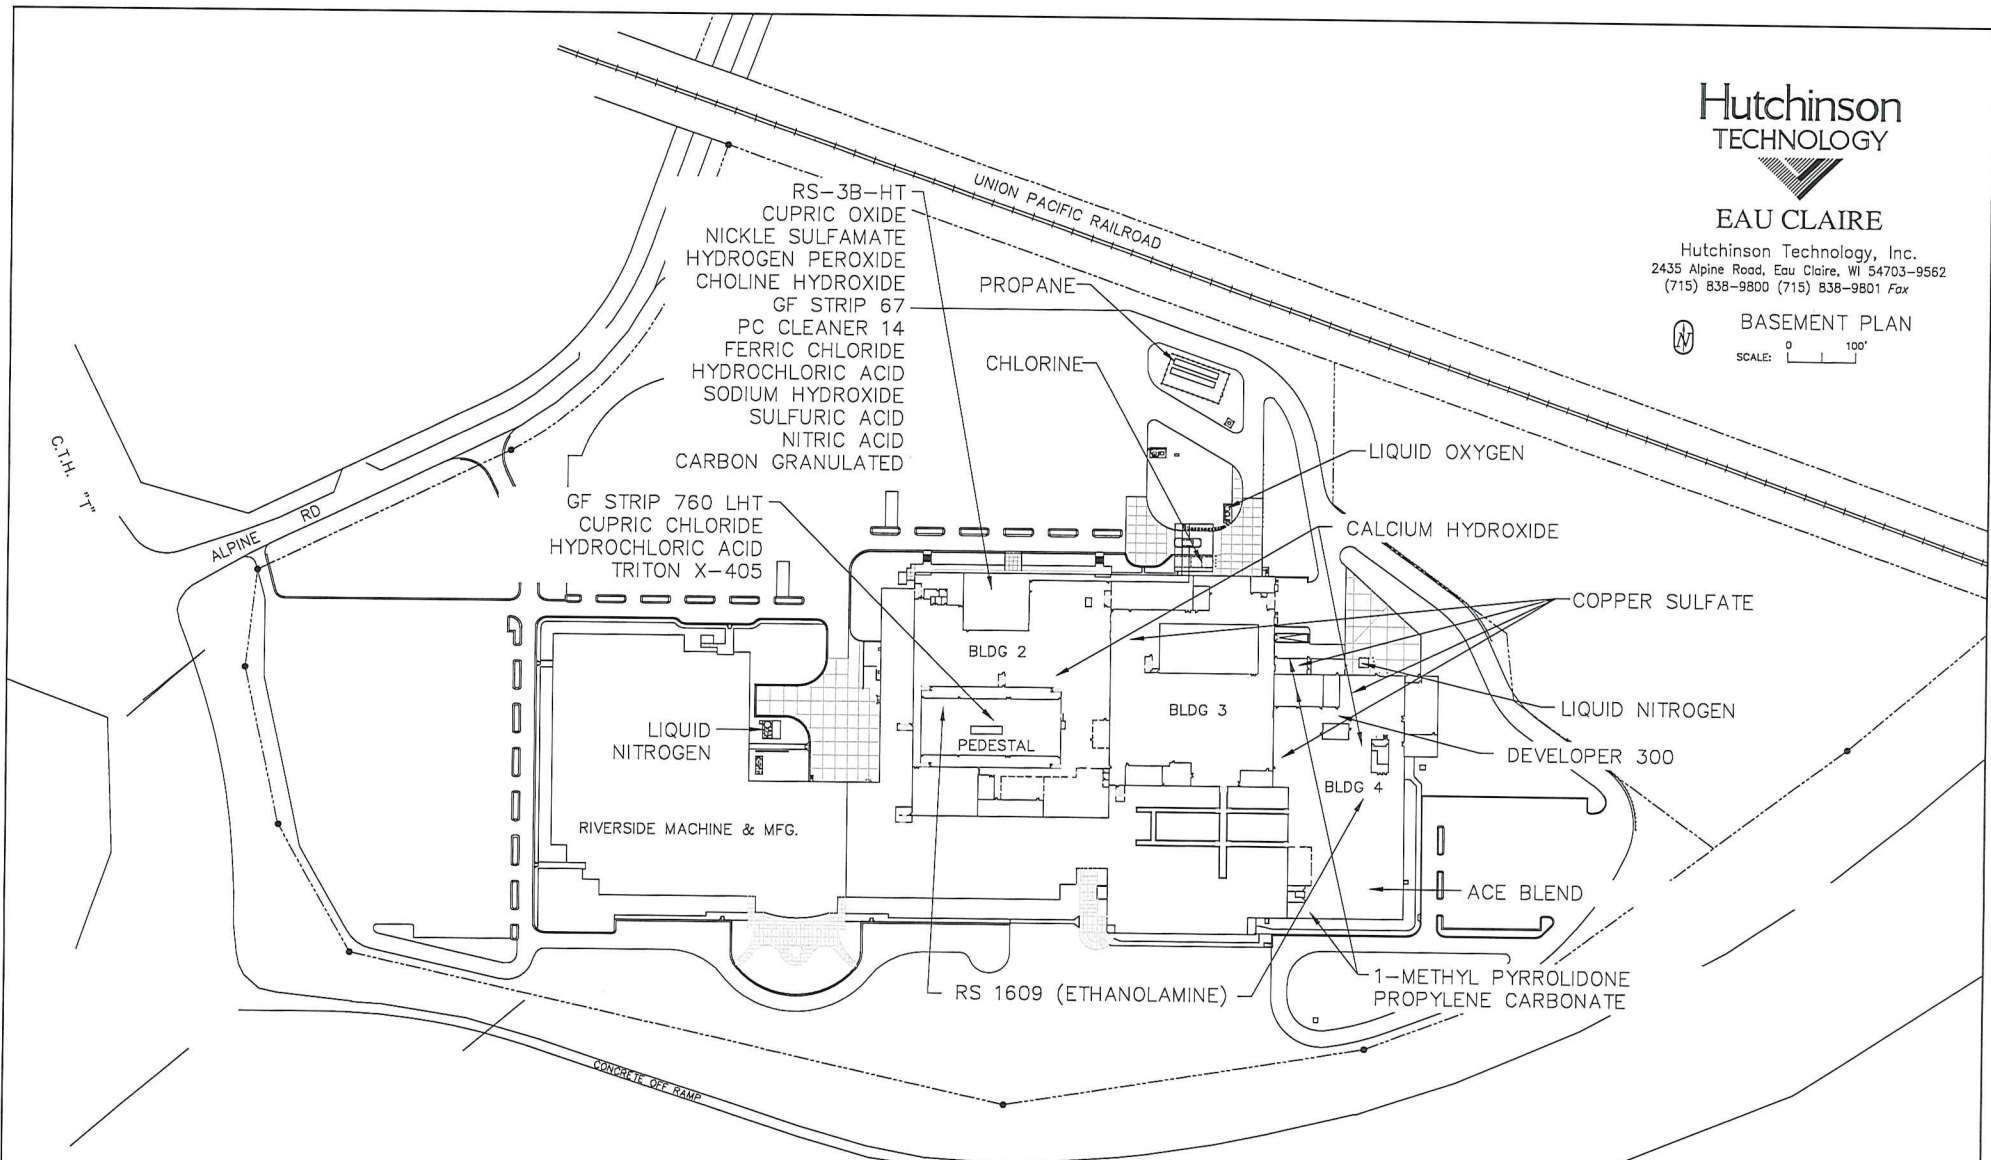 Hutchinson
TECHNOLOGY
EAU CLAIRE
Hutchinson Technology, Inc.
2435 Alpine Road, Eau Claire, WI 54703-9562
(715) 838-9800 (715) 838-9801 Fax
N
BASEMENT PLAN
SCALE: 0 100'
UNION PACIFIC RAILROAD
RS-3B-HT
CUPRIC OXIDE
NICKLE SULFAMATE
HYDROGEN PEROXIDE
CHOLINE HYDROXIDE
GF STRIP 67
PC CLEANER 14
FERRIC CHLORIDE
HYDROCHLORIC ACID
SODIUM HYDROXIDE
SULFURIC ACID
NITRIC ACID
CARBON GRANULATED
PROPANE
CHLORINE
LIQUID OXYGEN
GF STRIP 760 LHT
CUPRIC CHLORIDE
HYDROCHLORIC ACID
TRITON X-405
CALCIUM HYDROXIDE
COPPER SULFATE
C.T.H. "T"
ALPINE RD
BLDG 2
BLDG 3
PEDESTAL
LIQUID
NITROGEN
LIQUID NITROGEN
DEVELOPER 300
BLDG 4
RIVERSIDE MACHINE & MFG.
ACE BLEND
RS 1609 (ETHANOLAMINE)
1-METHYL PYRROLIDONE
PROPYLENE CARBONATE
CONCRETE OFF RAMP